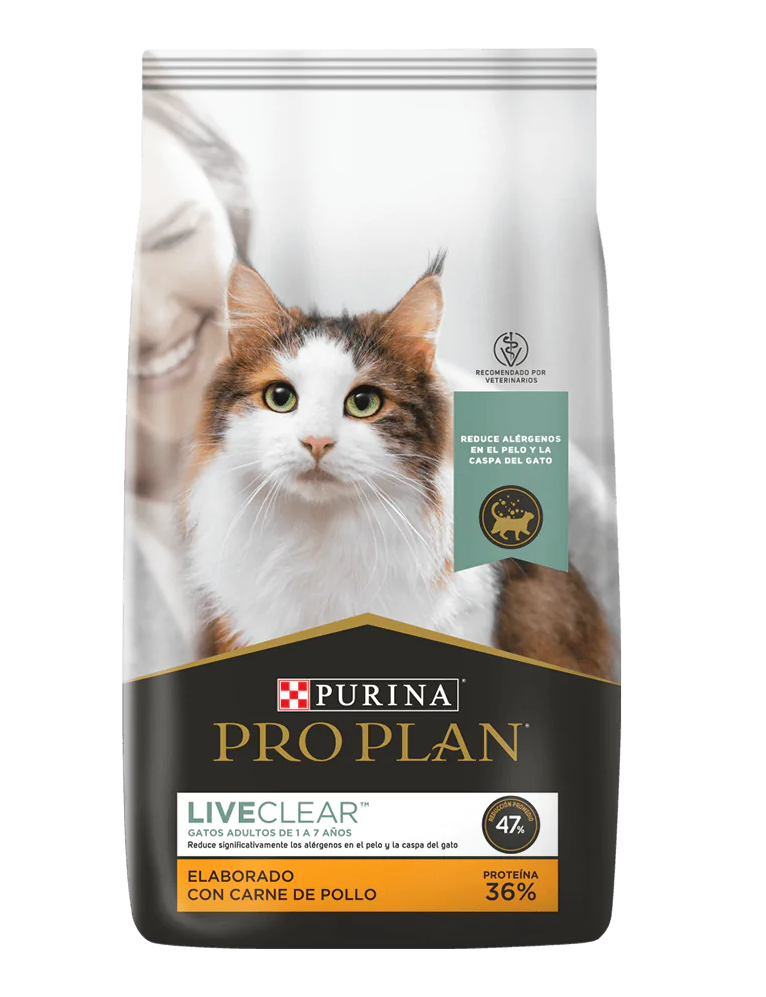 RECOMENDADO POR
VETERINARIOS
REDUCE ALÉRGENOS
EN EL PELO Y LA
CASPA DEL GATO
PURINA®
PRO PLAN®
LIVECLEAR™
GATOS ADULTOS DE 1 A 7 AÑOS
Reduce significativamente los alérgenos en el pelo y la caspa del gato
REDUCCIÓN PROMEDIO
47%
ELABORADO
CON CARNE DE POLLO
PROTEÍNA
36%